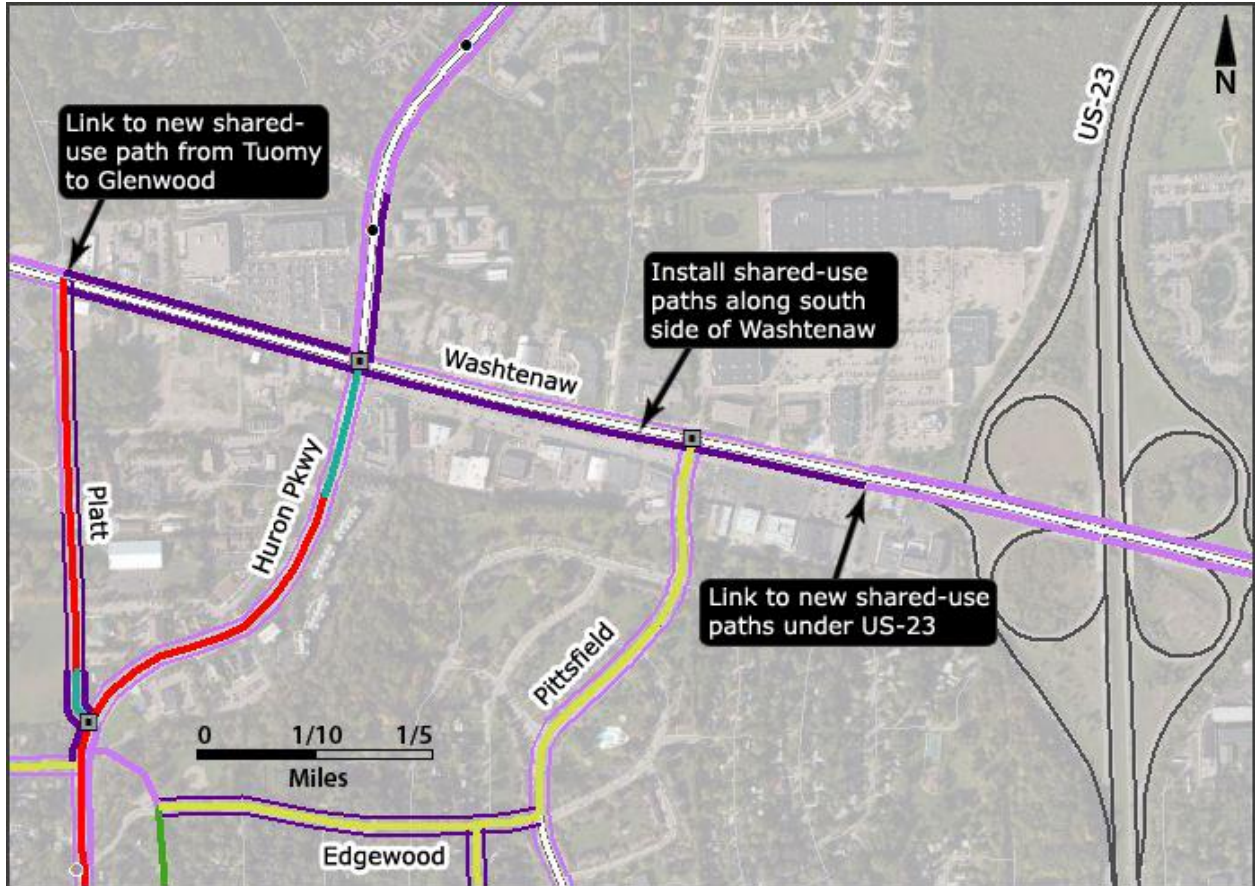 US-23
N
Link to new shared-
use path from Tuomy
to Glenwood
Install shared-use
paths along south
side of Washtenaw
Washtenaw
Platt
Huron Pkwy
Link to new shared-use
paths under US-23
Pittsfield
0 1/10 1/5
Miles
Edgewood